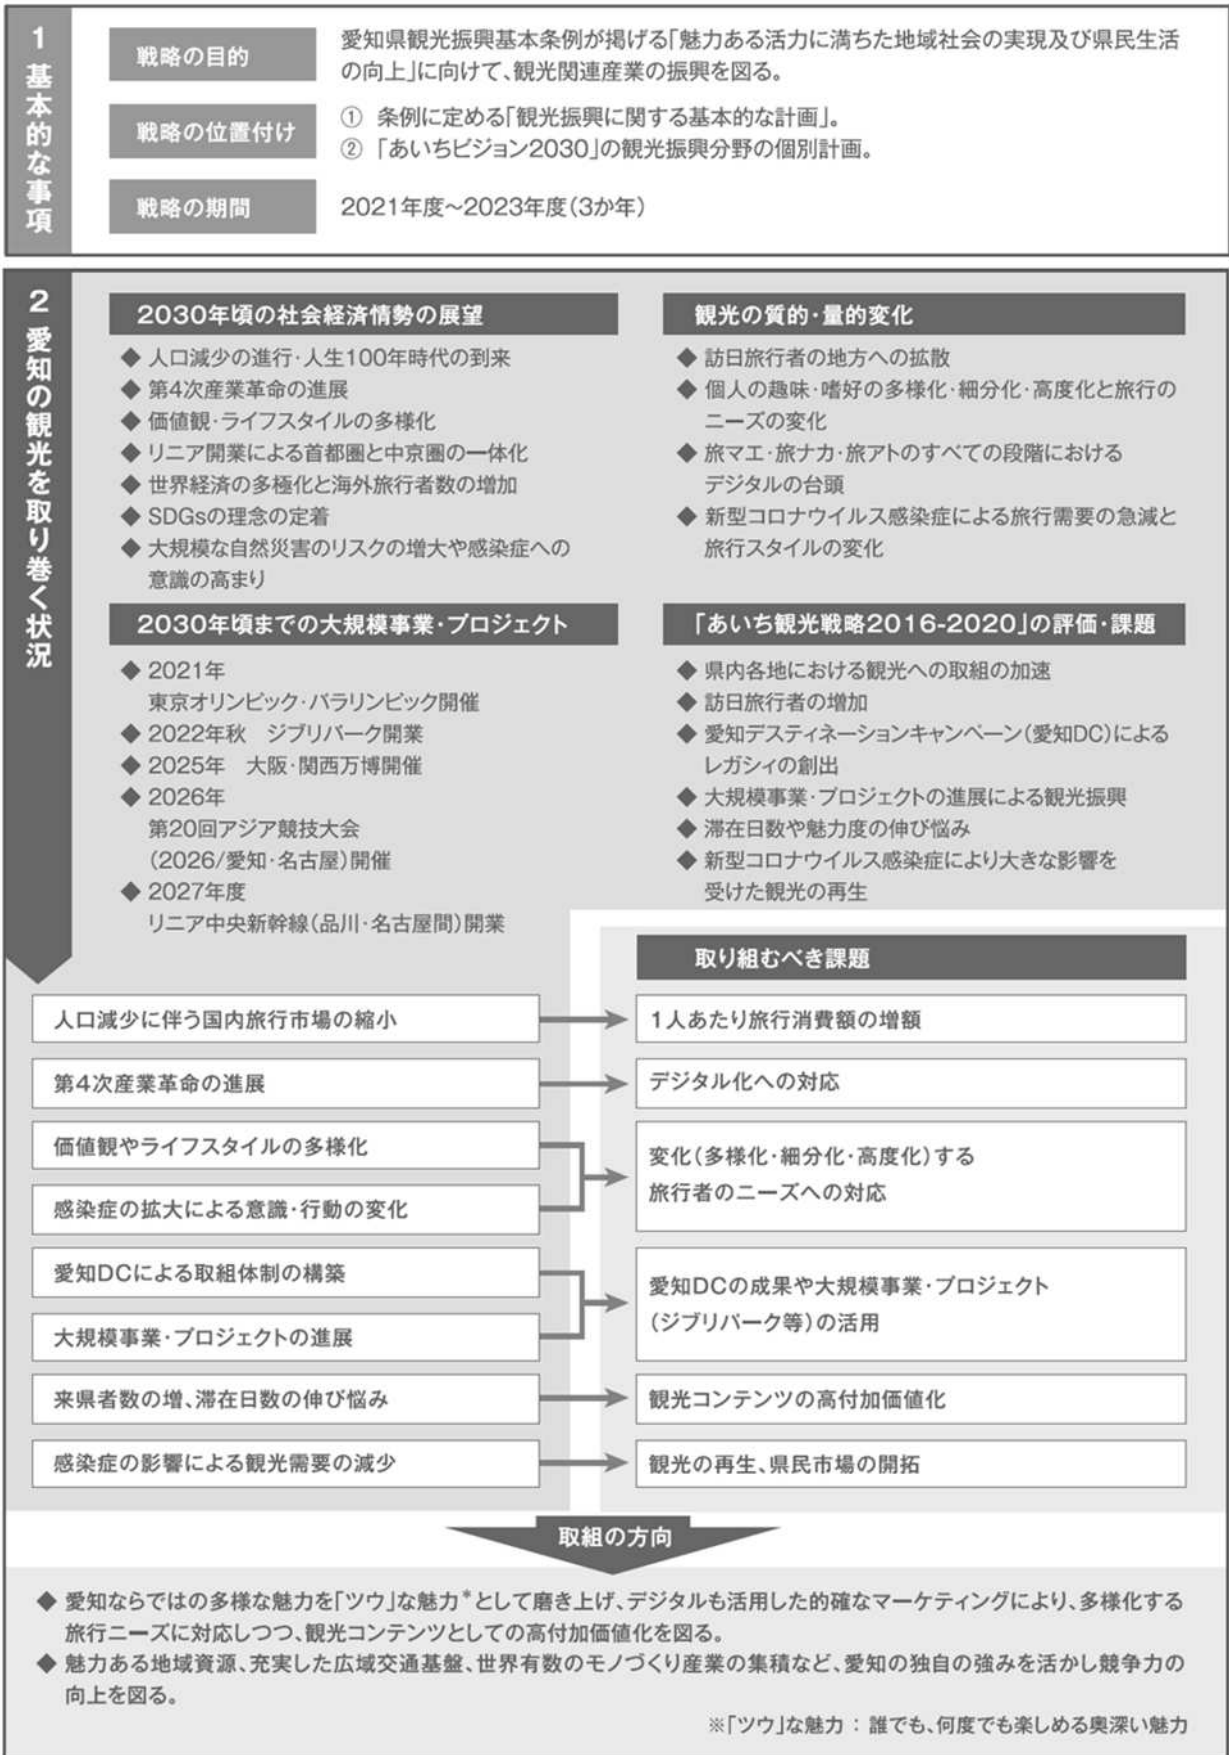 1 基本的な事項
戦略の目的
愛知県観光振興基本条例が掲げる「魅力ある活力に満ちた地域社会の実現及び県民生活
の向上」に向けて、観光関連産業の振興を図る。
戦略の位置付け
① 条例に定める「観光振興に関する基本的な計画」。
② 「あいちビジョン2030」の観光振興分野の個別計画。
戦略の期間
2021年度~2023年度(3か年)
2 愛知の観光を取り巻く状況
2030年頃の社会経済情勢の展望
◆ 人口減少の進行・人生100年時代の到来
◆ 第4次産業革命の進展
◆ 価値観・ライフスタイルの多様化
◆ リニア開業による首都圏と中京圏の一体化
◆ 世界経済の多極化と海外旅行者数の増加
◆ SDGsの理念の定着
◆ 大規模な自然災害のリスクの増大や感染症への
意識の高まり
観光の質的・量的変化
◆ 訪日旅行者の地方への拡散
◆ 個人の趣味・嗜好の多様化・細分化・高度化と旅行の
ニーズの変化
◆ 旅マエ・旅ナカ・旅アトのすべての段階における
デジタルの台頭
◆ 新型コロナウイルス感染症による旅行需要の急減と
旅行スタイルの変化
2030年頃までの大規模事業・プロジェクト
◆ 2021年
東京オリンピック・パラリンピック開催
◆ 2022年秋 ジブリパーク開業
◆ 2025年 大阪・関西万博開催
◆ 2026年
第20回アジア競技大会
(2026/愛知・名古屋)開催
◆ 2027年度
リニア中央新幹線(品川・名古屋間)開業
「あいち観光戦略2016-2020」の評価・課題
◆ 県内各地における観光への取組の加速
◆ 訪日旅行者の増加
◆ 愛知デスティネーションキャンペーン(愛知DC)による
レガシィの創出
◆ 大規模事業・プロジェクトの進展による観光振興
◆ 滞在日数や魅力度の伸び悩み
◆ 新型コロナウイルス感染症により大きな影響を
受けた観光の再生
取り組むべき課題
人口減少に伴う国内旅行市場の縮小
1人あたり旅行消費額の増額
第4次産業革命の進展
デジタル化への対応
価値観やライフスタイルの多様化
感染症の拡大による意識・行動の変化
変化(多様化・細分化・高度化)する
旅行者のニーズへの対応
愛知DCによる取組体制の構築
大規模事業・プロジェクトの進展
愛知DCの成果や大規模事業・プロジェクト
(ジブリパーク等)の活用
来県者数の増、滞在日数の伸び悩み
観光コンテンツの高付加価値化
感染症の影響による観光需要の減少
観光の再生、県民市場の開拓
取組の方向
◆ 愛知ならではの多様な魅力を「ツウ」な魅力*として磨き上げ、デジタルも活用した的確なマーケティングにより、多様化する
旅行ニーズに対応しつつ、観光コンテンツとしての高付加価値化を図る。
◆ 魅力ある地域資源、充実した広域交通基盤、世界有数のモノづくり産業の集積など、愛知の独自の強みを活かし競争力の
向上を図る。
※「ツウ」な魅力 : 誰でも、何度でも楽しめる奥深い魅力